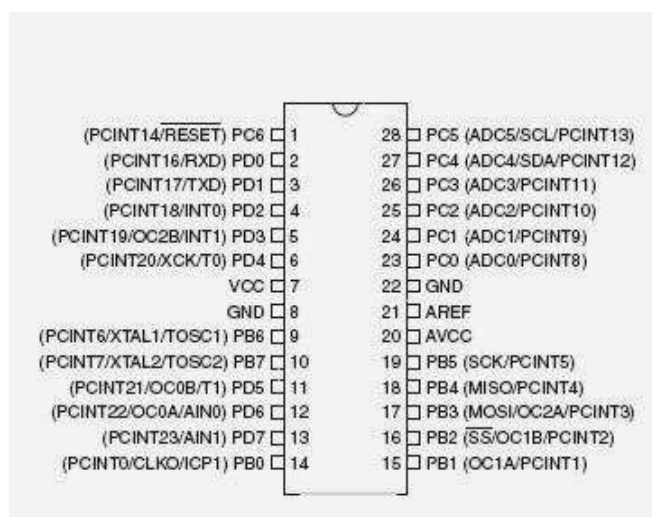 (PCINT14/RESET) PC6 1
(PCINT16/RXD) PD0 2
(PCINT17/TXD) PD1 3
(PCINT18/INT0) PD2 4
(PCINT19/OC2B/INT1) PD3 5
(PCINT20/XCK/T0) PD4 6
VCC 7
GND 8
(PCINT6/XTAL1/TOSC1) PB6 9
(PCINT7/XTAL2/TOSC2) PB7 10
(PCINT21/OC0B/T1) PD5 11
(PCINT22/OC0A/AIN0) PD6 12
(PCINT23/AIN1) PD7 13
(PCINT0/CLKO/ICP1) PB0 14
28 PC5 (ADC5/SCL/PCINT13)
27 PC4 (ADC4/SDA/PCINT12)
26 PC3 (ADC3/PCINT11)
25 PC2 (ADC2/PCINT10)
24 PC1 (ADC1/PCINT9)
23 PC0 (ADC0/PCINT8)
22 GND
21 AREF
20 AVCC
19 PB5 (SCK/PCINT5)
18 PB4 (MISO/PCINT4)
17 PB3 (MOSI/OC2A/PCINT3)
16 PB2 (SS/OC1B/PCINT2)
15 PB1 (OC1A/PCINT1)